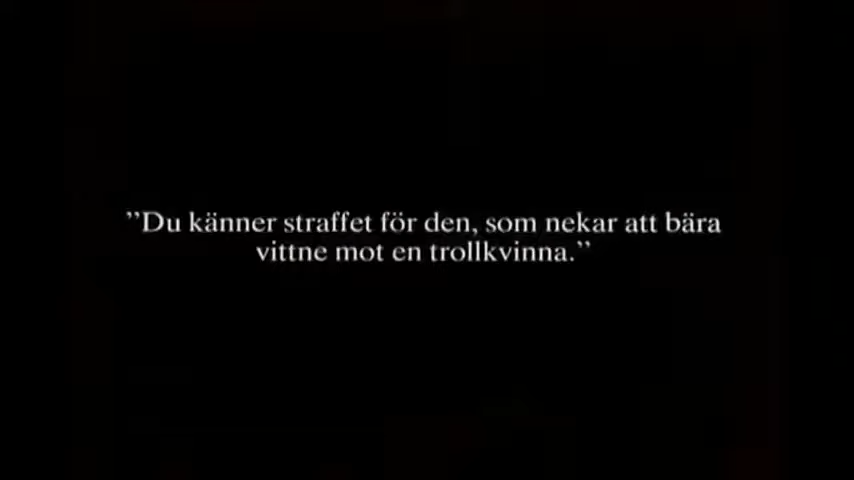 ”Du känner straffet för den, som nekar att bära
vittne mot en trollkvinna.”